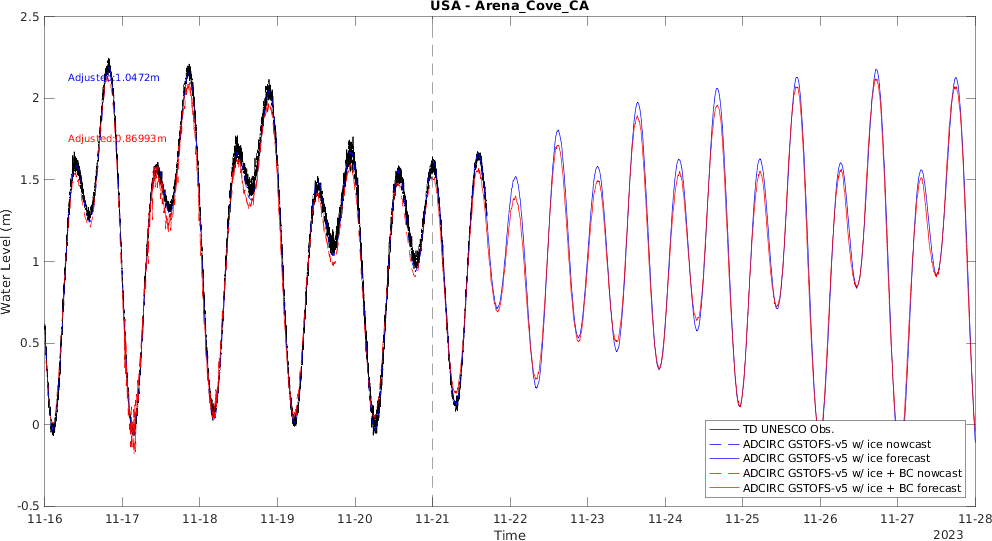 USA - Arena_Cove_CA
2.5
2
1.5
1
0.5
0
-0.5
Water Level (m)
Adjusted:1.0472m
Adjusted:0.86993m
TD UNESCO Obs.
ADCIRC GSTOFS-v5 w/ ice nowcast
ADCIRC GSTOFS-v5 w/ ice forecast
ADCIRC GSTOFS-v5 w/ ice + BC nowcast
ADCIRC GSTOFS-v5 w/ ice + BC forecast
11-16 11-17 11-18 11-19 11-20 11-21 11-22 11-23 11-24 11-25 11-26 11-27 11-28
Time
2023